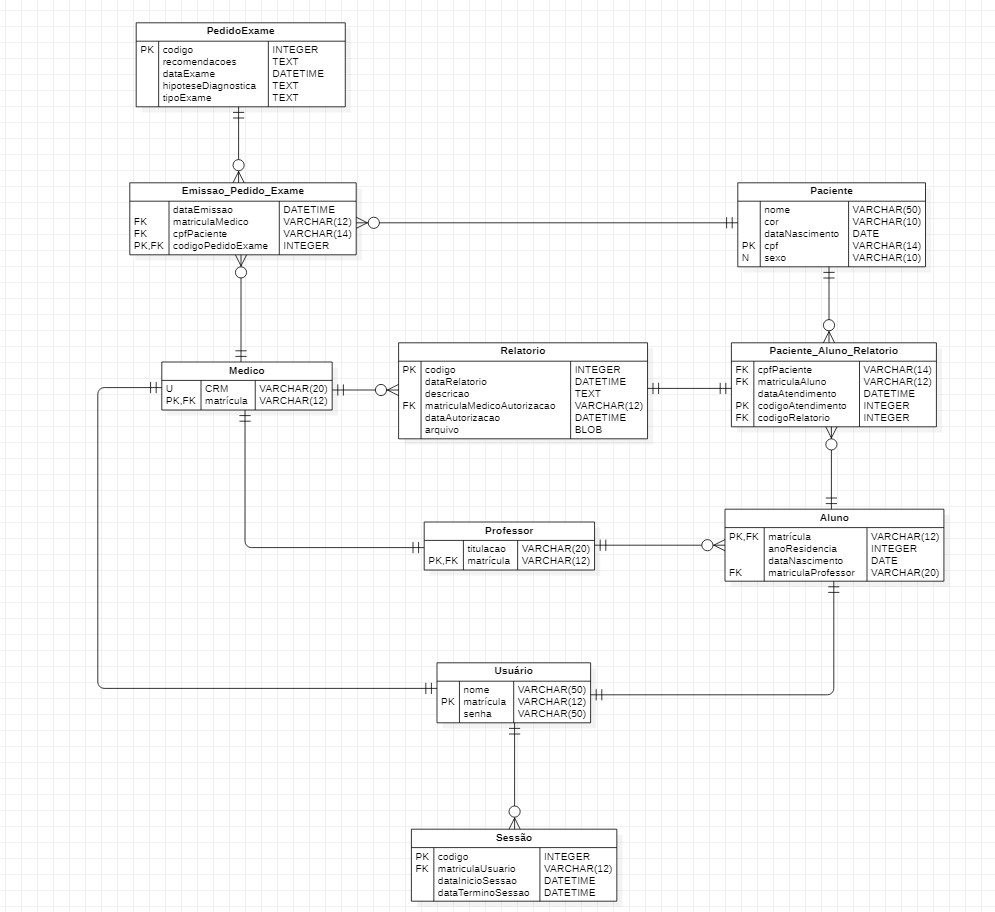 PedidoExame
PK codigo INTEGER
recomendacoes TEXT
dataExame DATETIME
hipoteseDiagnostica TEXT
tipoExame TEXT
Emissao_Pedido_Exame
dataEmissao DATETIME
FK matriculaMedico VARCHAR(12)
FK cpfPaciente VARCHAR(14)
PK,FK codigoPedidoExame INTEGER
Paciente
nome VARCHAR(50)
cor VARCHAR(10)
dataNascimento DATE
PK cpf VARCHAR(14)
N sexo VARCHAR(10)
Medico
U CRM VARCHAR(20)
PK,FK matrícula VARCHAR(12)
Relatorio
PK codigo INTEGER
dataRelatorio DATETIME
descricao TEXT
FK matriculaMedicoAutorizacao VARCHAR(12)
dataAutorizacao DATETIME
arquivo BLOB
Paciente_Aluno_Relatorio
FK cpfPaciente VARCHAR(14)
FK matriculaAluno VARCHAR(12)
dataAtendimento DATETIME
PK codigoAtendimento INTEGER
FK codigoRelatorio INTEGER
Professor
titulacao VARCHAR(20)
PK,FK matrícula VARCHAR(12)
Aluno
PK,FK matrícula VARCHAR(12)
anoResidencia INTEGER
dataNascimento DATE
FK matriculaProfessor VARCHAR(20)
Usuário
nome VARCHAR(50)
PK matrícula VARCHAR(12)
senha VARCHAR(50)
Sessão
PK codigo INTEGER
FK matriculaUsuario VARCHAR(12)
dataInicioSessao DATETIME
dataTerminoSessao DATETIME